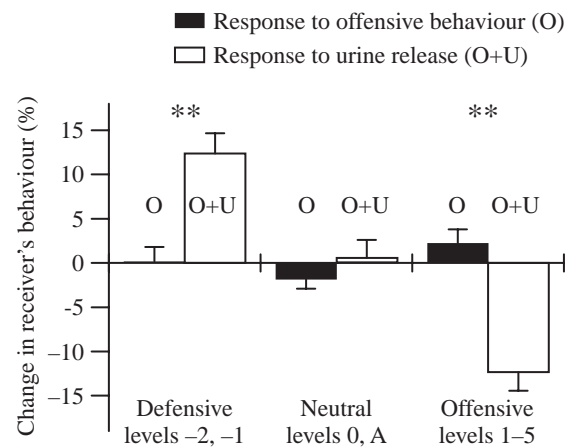 Response to offensive behaviour (O)
Response to urine release (O+U)
Change in receiver's behaviour (%)
** **
15
10
5
0
-5
−10
−15
O O+U O O+U O O+U
Defensive Neutral Offensive
levels −2, −1 levels 0, A levels 1–5